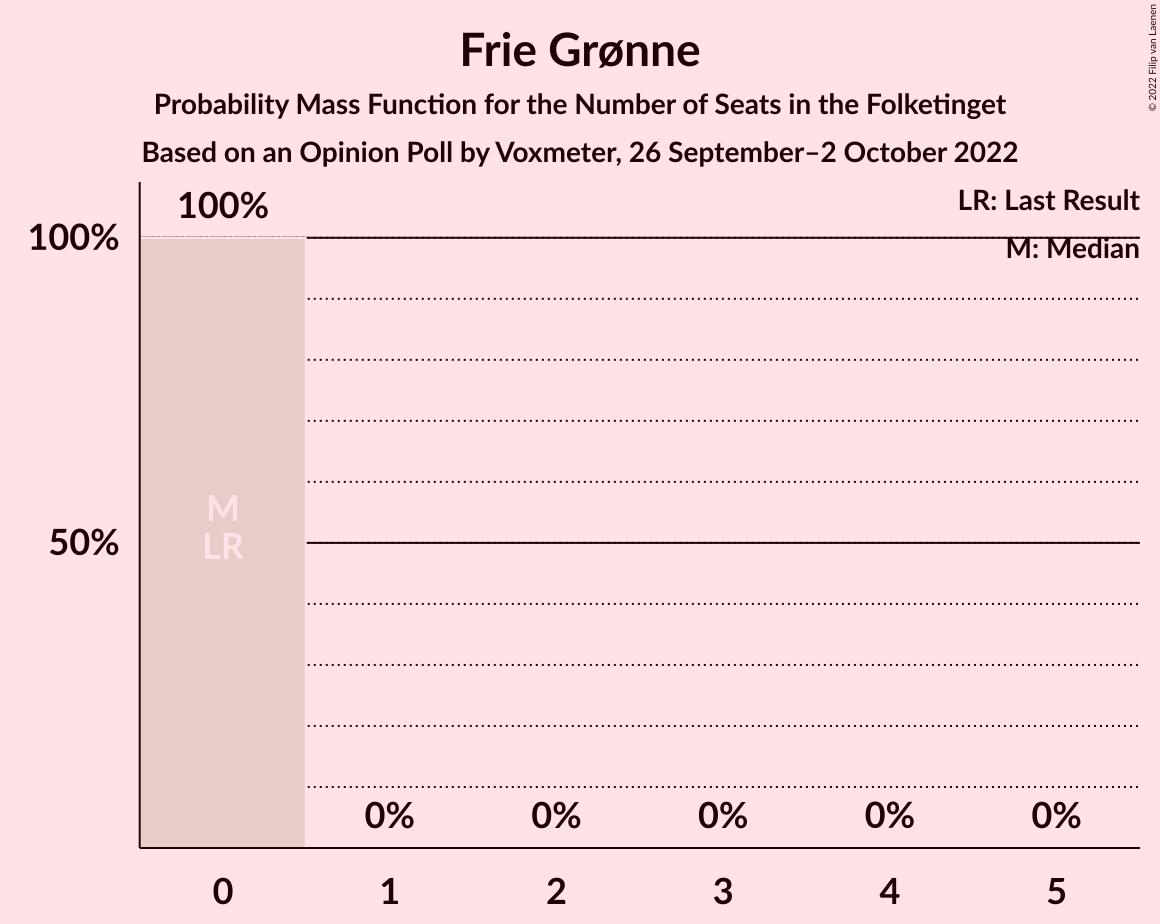 Frie Grønne
Probability Mass Function for the Number of Seats in the Folketinget
Based on an Opinion Poll by Voxmeter, 26 September–2 October 2022
© 2022 Filip van Laenen
LR: Last Result
M: Median
100%
100%
50%
M
LR
0% 0% 0% 0% 0%
0 1 2 3 4 5